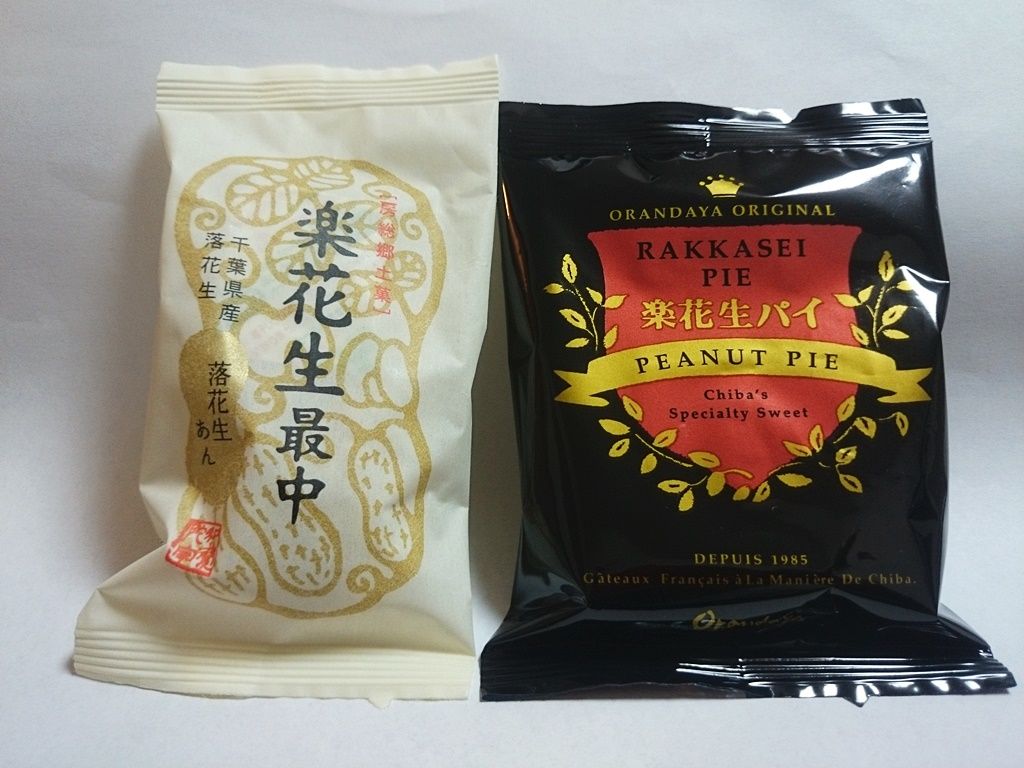 [房総郷土菓]
楽花生最中
千葉県産
落花生
落花生
あん
ORANDAYA ORIGINAL
RAKKASEI
PIE
楽花生パイ
PEANUT PIE
Chiba's
Specialty Sweet
DEPUIS 1985
Gâteaux Français à La Manière De Chiba.